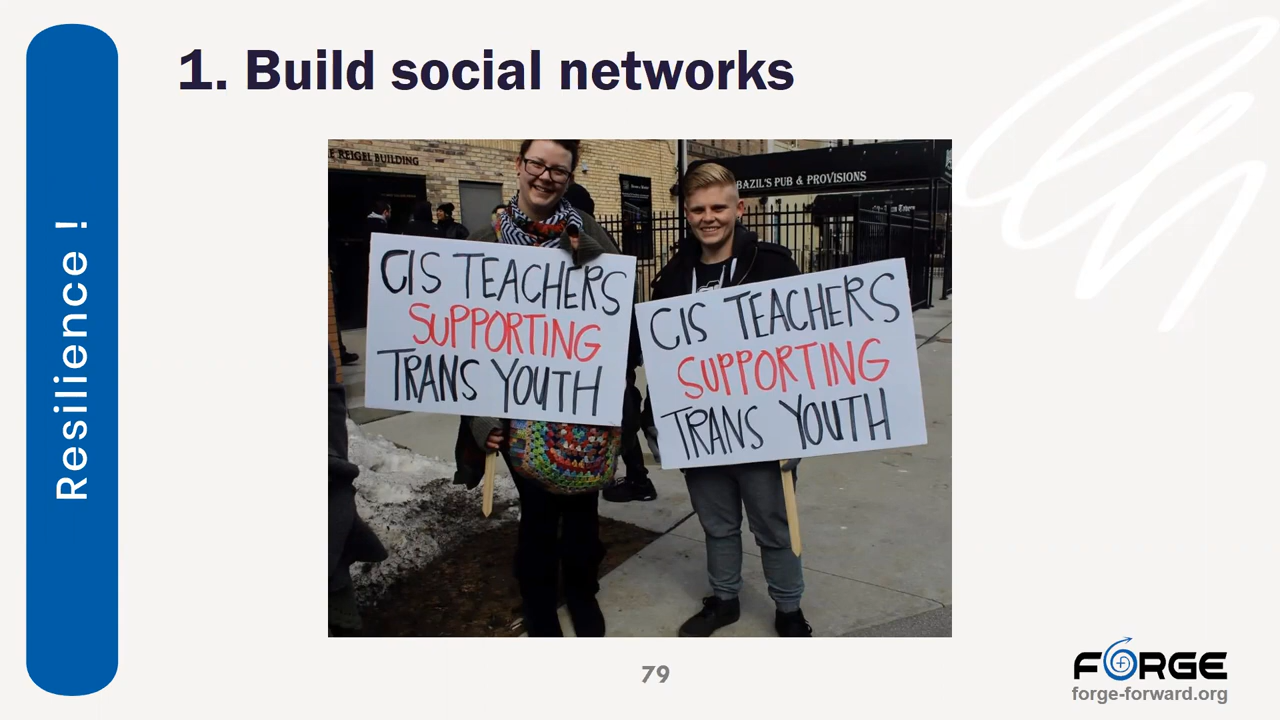 Resilience !
1. Build social networks
E REIGEL BUILDING
BAZIL'S PUB & PROVISIONS
CIS TEACHERS
SUPPORTING
TRANS YOUTH
CIS TEACHERS
SUPPORTING
TRANS YOUTH
79
FORGE
forge-forward.org